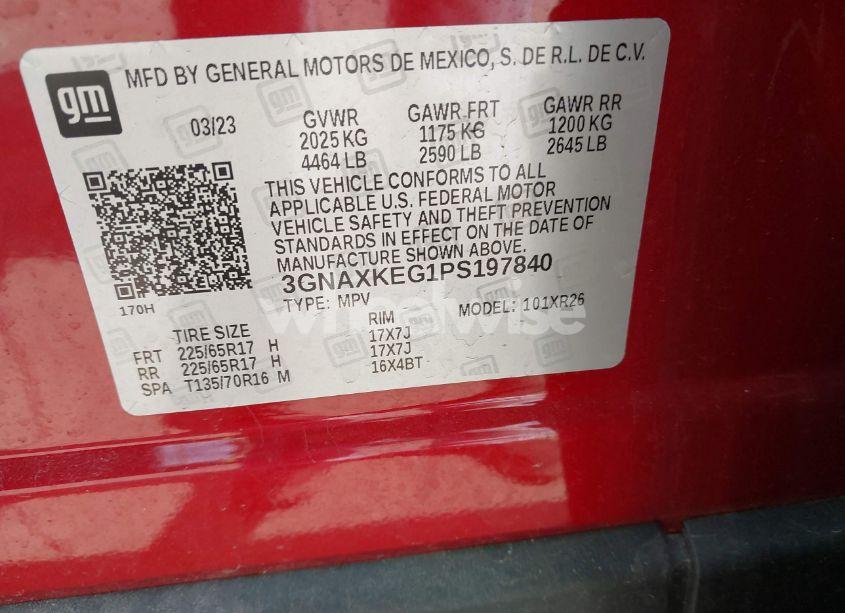 gm
MFD BY GENERAL MOTORS DE MEXICO, S. DE R.L. DE C.V.
03/23
GVWR GAWR FRT GAWR RR
2025 KG 1175 KG 1200 KG
4464 LB 2590 LB 2645 LB
THIS VEHICLE CONFORMS TO ALL
APPLICABLE U.S. FEDERAL MOTOR
VEHICLE SAFETY AND THEFT PREVENTION
STANDARDS IN EFFECT ON THE DATE OF
MANUFACTURE SHOWN ABOVE.
3GNAXKEG1PS197840
170H
TYPE: MPV MODEL: 101XR26
wheelwise
TIRE SIZE RIM
FRT 225/65R17 H 17X7J
RR 225/65R17 H 17X7J
SPA T135/70R16 M 16X4BT